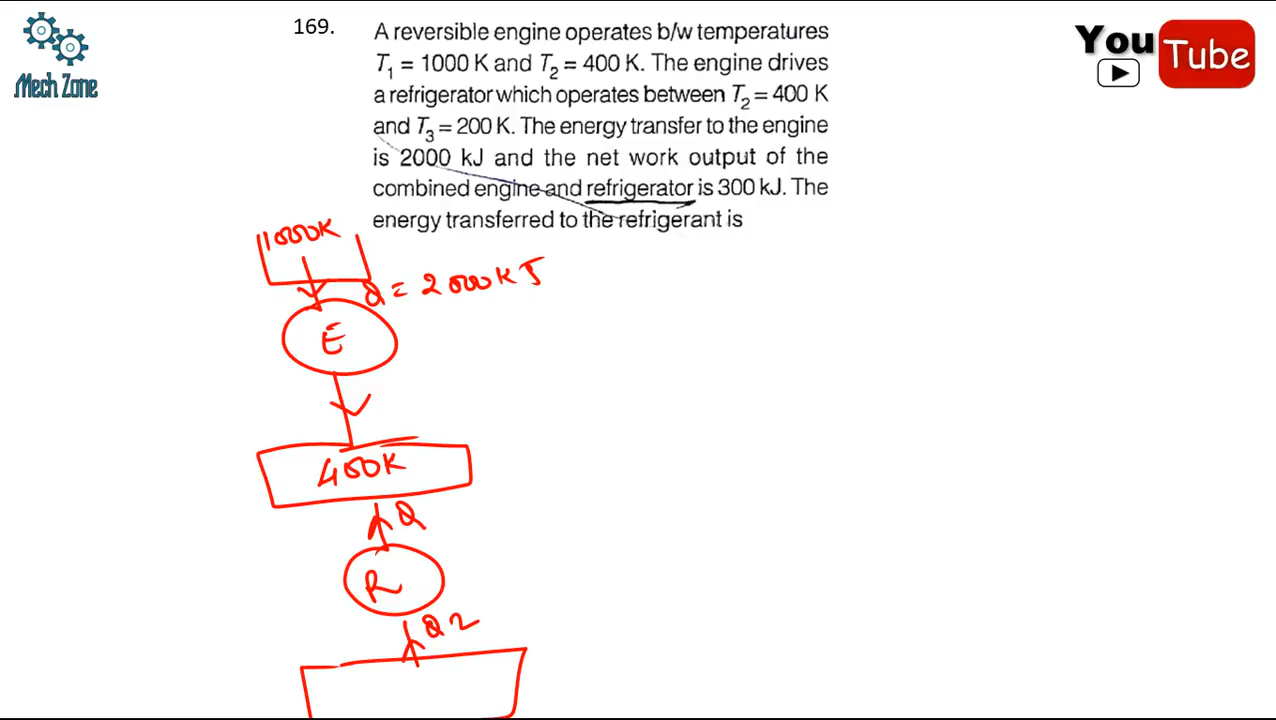 Mech Zone
169.
A reversible engine operates b/w temperatures
T₁ = 1000 K and T₂ = 400 K. The engine drives
a refrigerator which operates between T₂ = 400 K
and T₃ = 200 K. The energy transfer to the engine
is 2000 kJ and the net work output of the
combined engine and refrigerator is 300 kJ. The
energy transferred to the refrigerant is
You Tube
1000K
Q = 2000KJ
E
400K
Q
R
Q2